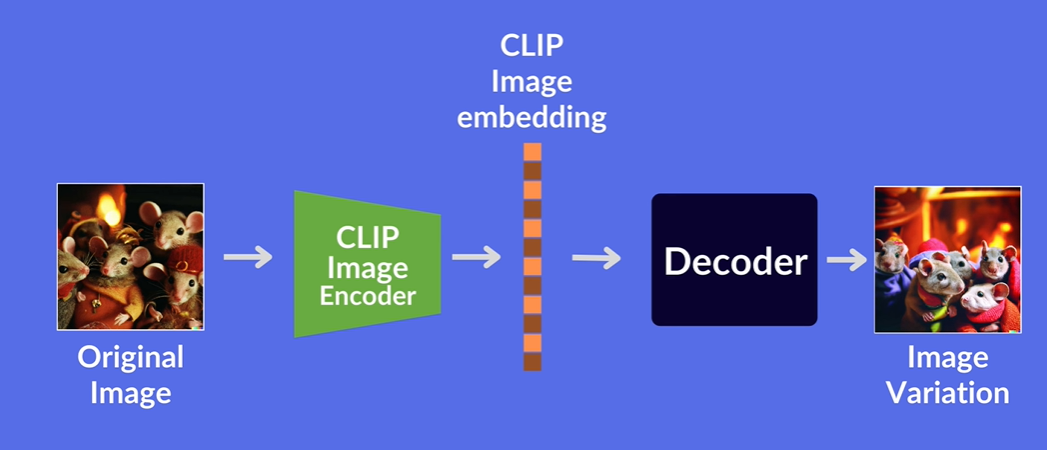 CLIP
Image
embedding
CLIP
Image
Encoder
Decoder
Original
Image
Image
Variation